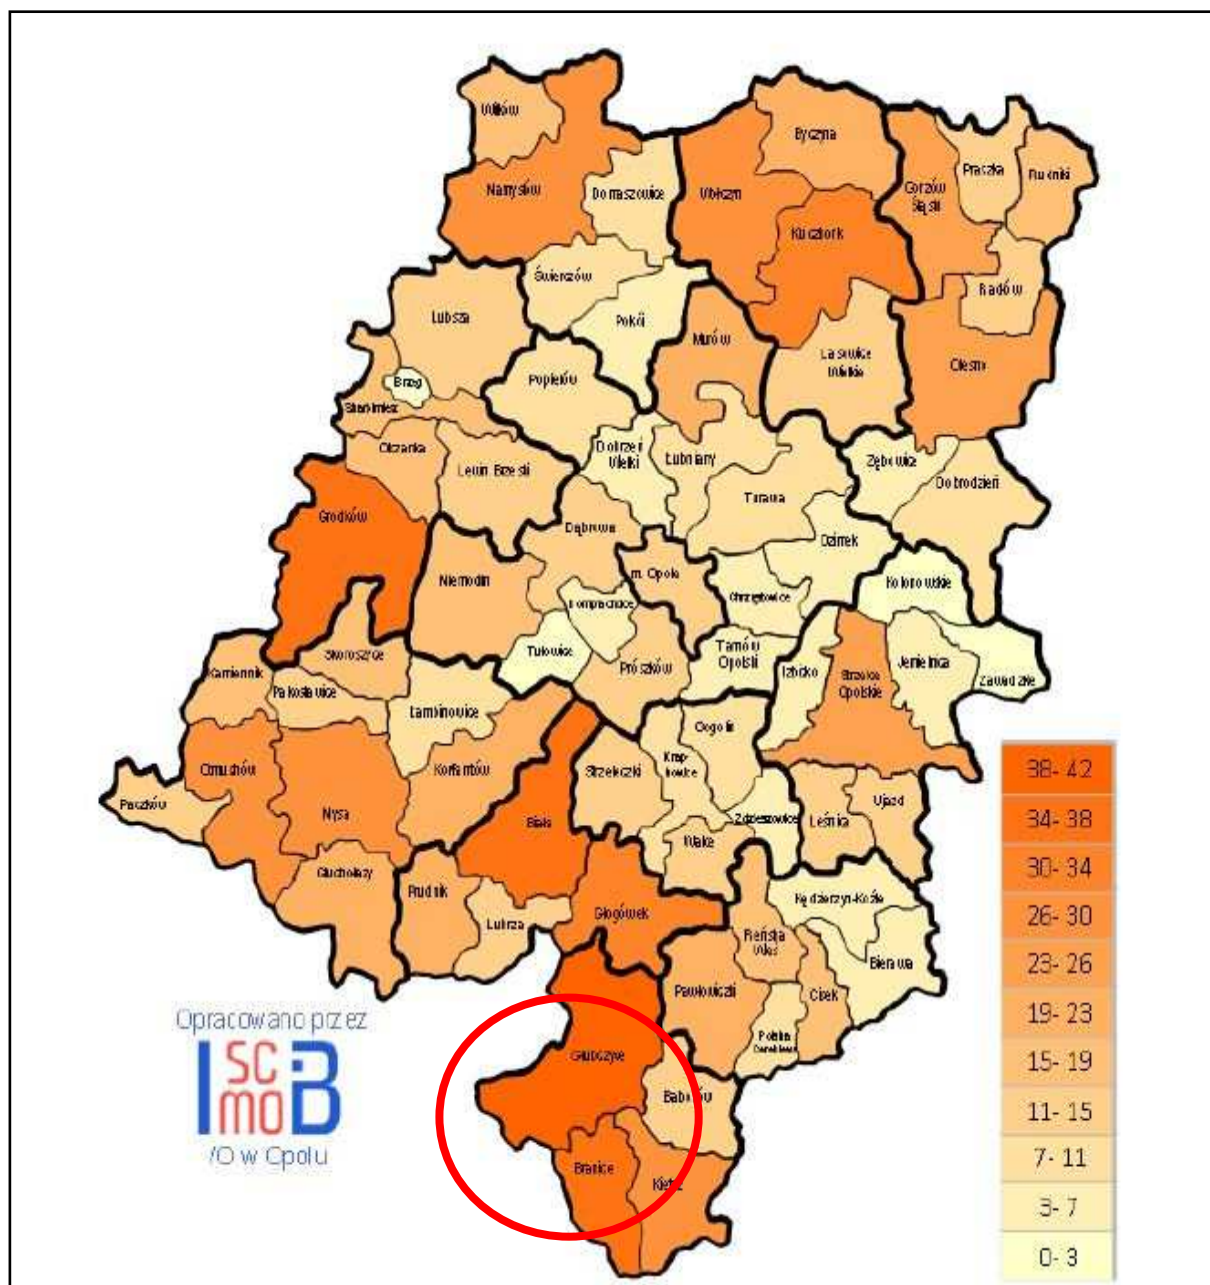 Wilków
Namysłów
Domaszowice
Świerczów
Pokój
Wołczyn
Byczyna
Kluczbork
Lasowice
Wielkie
Gorzów
Śląski
Praszka
Rudniki
Radłów
Olesno
Lubsza
Brzeg
Skarbimierz
Olszanka
Lewin Brzeski
Grodków
Popielów
Dobrzeń
Wielki
Murów
Łubniany
Turawa
Zębowice
Dobrodzień
Dąbrowa
m. Opole
Ozimek
Niemodlin
Komprachcice
Chrząstowice
Kolonowskie
Tułowice
Prószków
Tarnów
Opolski
Izbicko
Strzelce
Opolskie
Jemielnica
Zawadzkie
Kamiennik
Skoroszyce
Pakosławice
Łambinowice
Otmuchów
Nysa
Korfantów
Paczków
Głuchołazy
Biała
Prudnik
Lubrza
Głogówek
Strzeleczki
Krap-
kowice
Gogolin
Zdzieszowice
Walce
Leśnica
Ujazd
Kędzierzyn-Koźle
Bierawa
Reńska
Wieś
Pawłowiczki
Cisek
Polska
Cerekiew
Głubczyce
Baborów
Branice
Kietrz
38- 42
34- 38
30- 34
26- 30
23- 26
19- 23
15- 19
11- 15
7- 11
3- 7
0- 3
Opracowano przez
I SC MO B
/O w Opolu